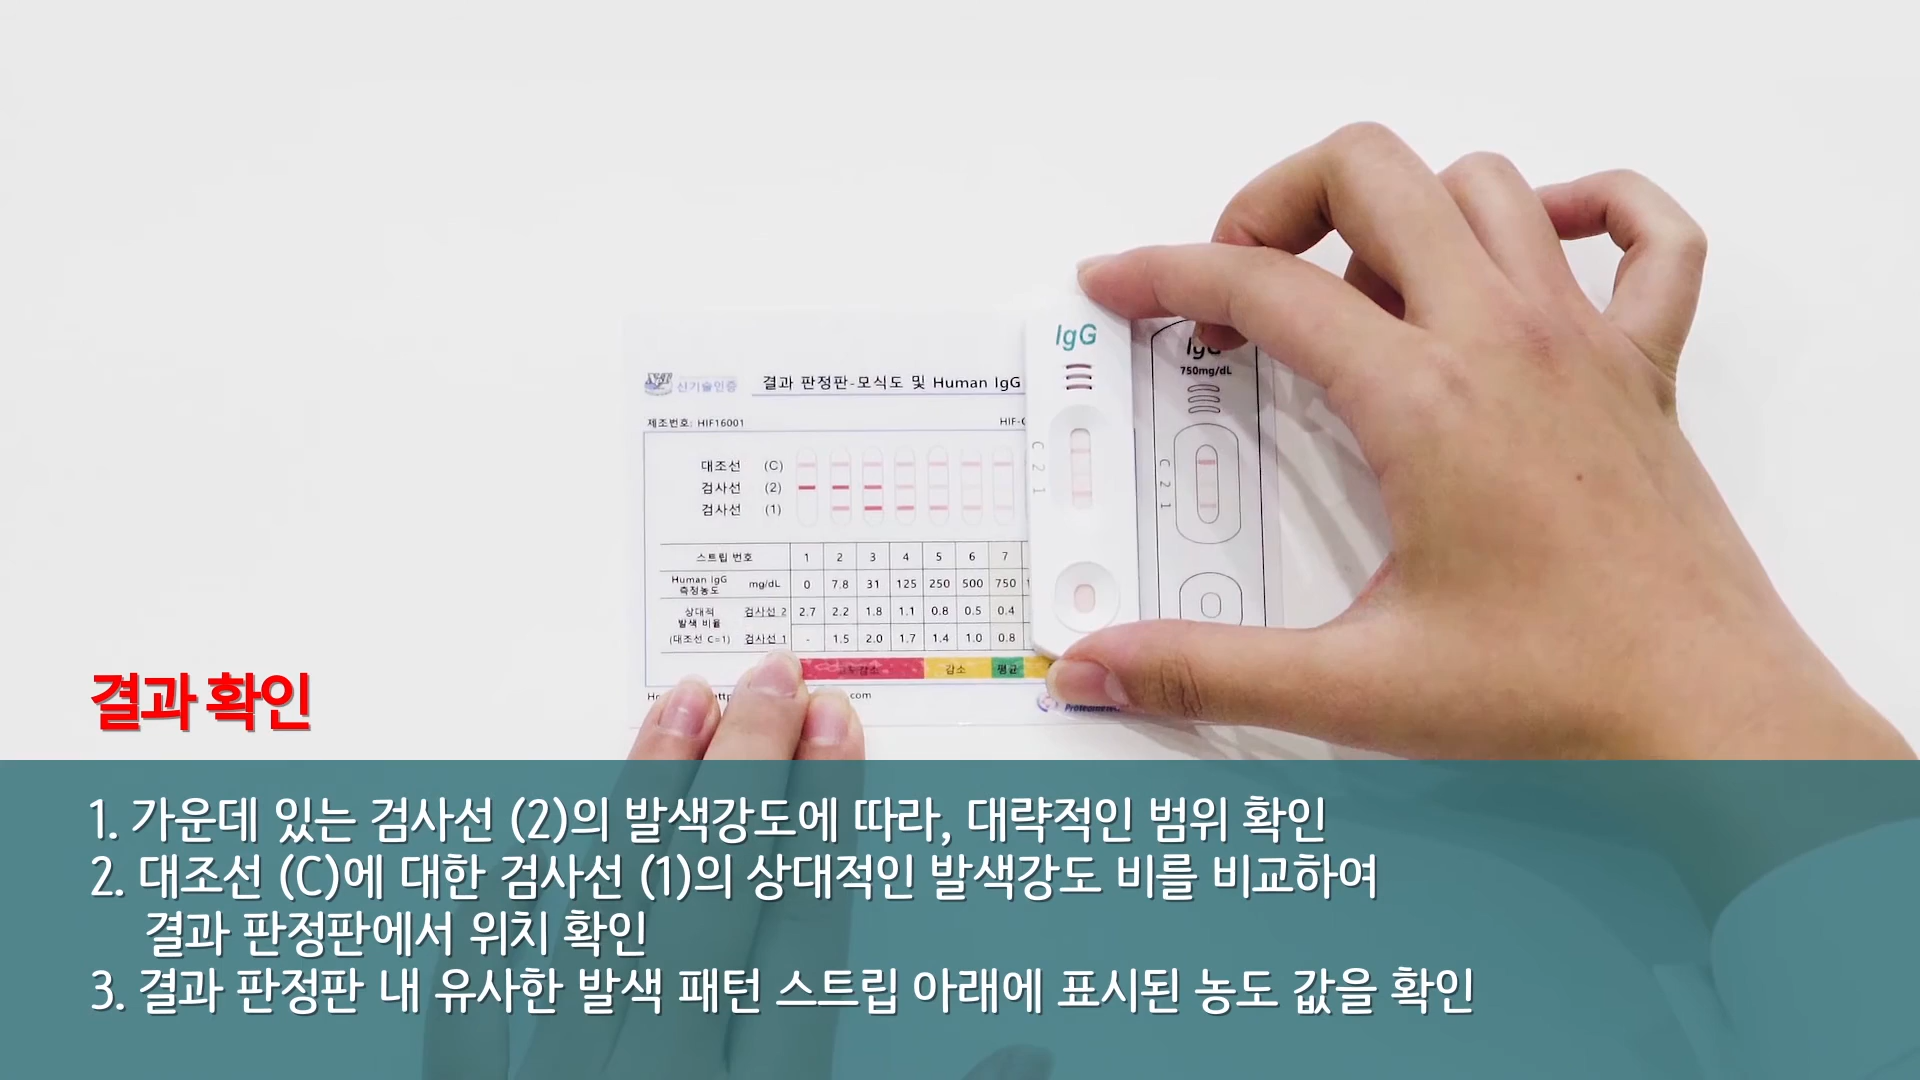 IgG
IgG
750mg/dL
신기술인증
결과 판정판-모식도 및 Human IgG
제조번호: HIF16001
대조선 (C)
검사선 (2)
검사선 (1)
C 2 1
C 2 1
스트립 번호 1 2 3 4 5 6 7
Human IgG 측정농도 mg/dL 0 7.8 31 125 250 500 750
상대적 발색 비율 (대조선 C=1) 검사선 2 2.7 2.2 1.8 1.1 0.8 0.5 0.4
검사선 1 - 1.5 2.0 1.7 1.4 1.0 0.8
감소 평균
.com
결과 확인
1. 가운데 있는 검사선 (2)의 발색강도에 따라, 대략적인 범위 확인
2. 대조선 (C)에 대한 검사선 (1)의 상대적인 발색강도 비를 비교하여
결과 판정판에서 위치 확인
3. 결과 판정판 내 유사한 발색 패턴 스트립 아래에 표시된 농도 값을 확인